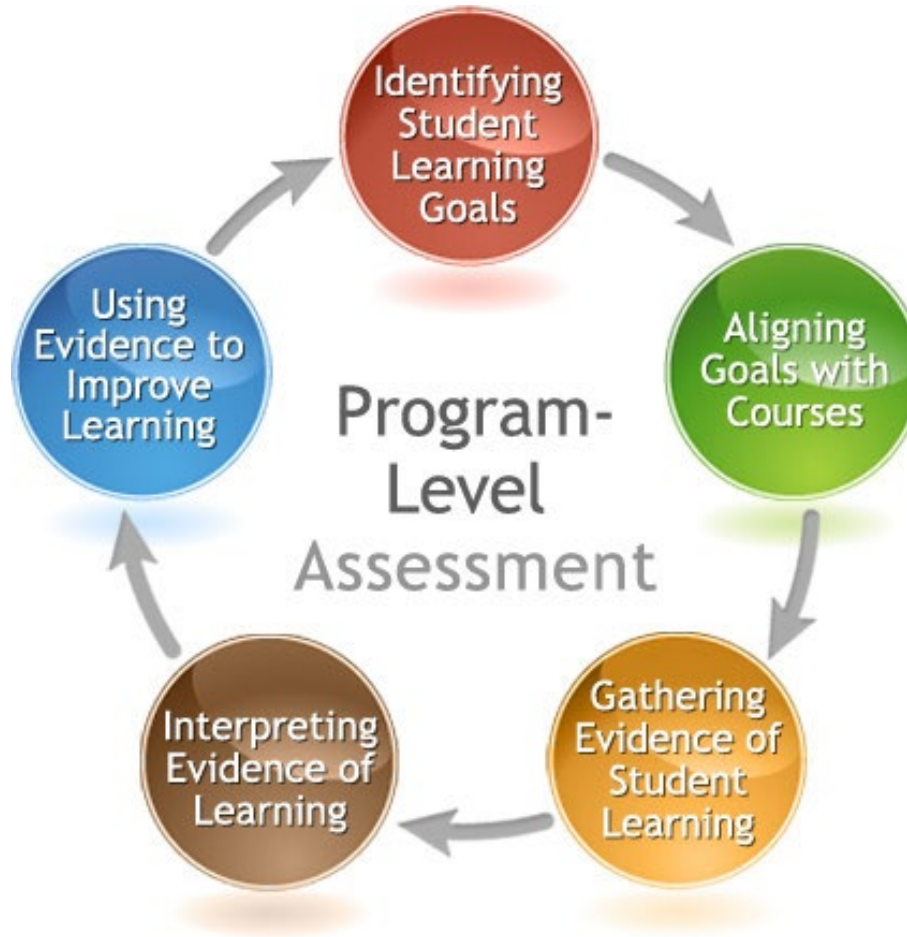 Identifying
Student
Learning
Goals
Aligning
Goals with
Courses
Gathering
Evidence of
Student
Learning
Interpreting
Evidence of
Learning
Using
Evidence to
Improve
Learning
Program-
Level
Assessment